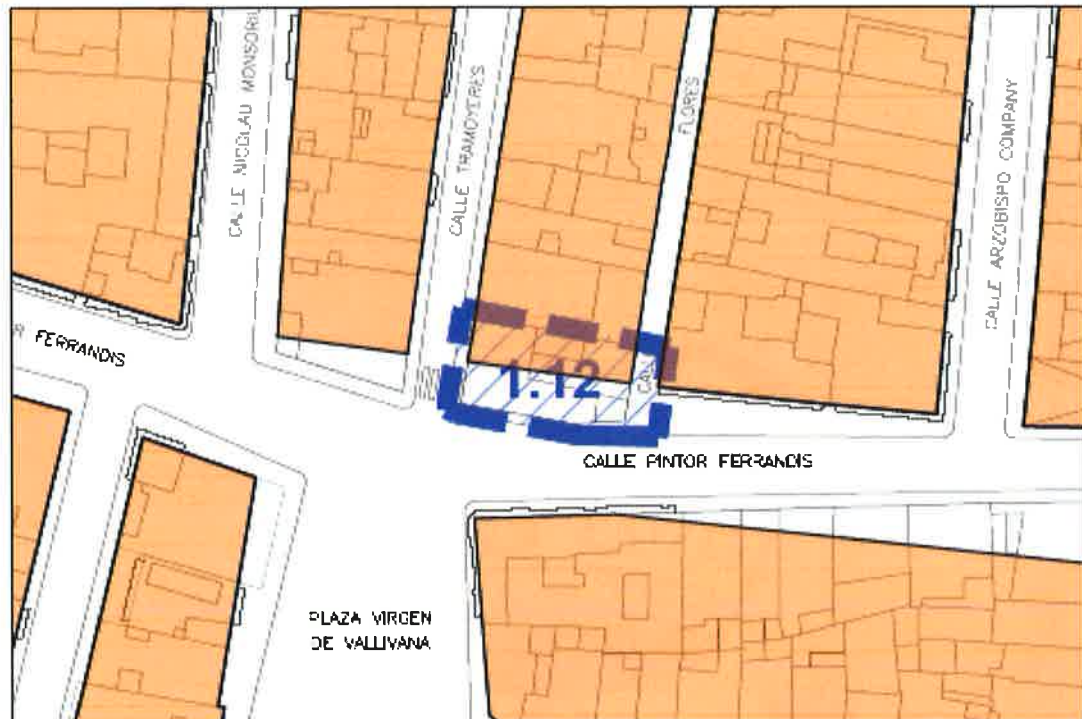 CALLE NICOLAU MONSORIU
CALLE TRAMOYERES
FLORES
CALLE ARZOBISPO COMPANY
R FERRANDIS
1.12
CALLE PINTOR FERRANDIS
PLAZA VIRGEN
DE VALLIVANA